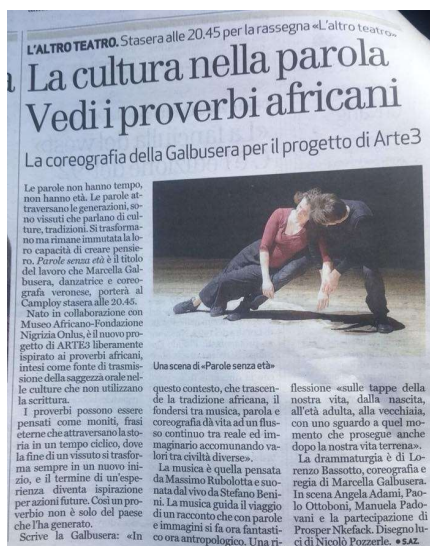 L'ALTRO TEATRO. Stasera alle 20.45 per la rassegna «L'altro teatro»
La cultura nella parola
Vedi i proverbi africani
La coreografia della Galbusera per il progetto di Arte3
Le parole non hanno tempo,
non hanno età. Le parole at-
traversano le generazioni, so-
no vissuti che parlano di cul-
ture, tradizioni. Si trasforma-
no ma rimane immutata la lo-
ro capacità di creare pensie-
ro. Parole senza età è il titolo
del lavoro che Marcella Gal-
busera, danzatrice e coreo-
grafa veronese, porterà al
Camploy stasera alle 20.45.
Nato in collaborazione con
Museo Africano-Fondazione
Nigrizia Onlus, è il nuovo pro-
getto di ARTE3 liberamente
ispirato ai proverbi africani,
intesi come fonte di trasmis-
sione della saggezza orale nel-
le culture che non utilizzano
la scrittura.
I proverbi possono essere
pensati come moniti, frasi
eterne che attraversano la sto-
ria in un tempo ciclico, dove
la fine di un vissuto si trasfor-
ma sempre in un nuovo ini-
zio, e il termine di un'espe-
rienza diventa ispirazione
per azioni future. Così un pro-
verbio non è solo del paese
che l'ha generato.
Scrive la Galbusera: «In
Una scena di «Parole senza età»
questo contesto, che trascen-
de la tradizione africana, il
fondersi tra musica, parola e
coreografia dà vita ad un flus-
so continuo tra reale ed im-
maginario accomunando va-
lori tra civiltà diverse».
La musica è quella pensata
da Massimo Rubolotta e suo-
nata dal vivo da Stefano Beni-
ni. La musica guida il viaggio
di un racconto che con parole
e immagini si fa ora fantasti-
co ora antropologico. Una ri-
flessione «sulle tappe della
nostra vita, dalla nascita,
all'età adulta, alla vecchiaia,
con uno sguardo a quel mo-
mento che prosegue anche
dopo la nostra vita terrena».
La drammaturgia è di Lo-
renzo Bassotto, coreografia e
regia di Marcella Galbusera.
In scena Angela Adami, Pao-
lo Ottoboni, Manuela Pado-
vani e la partecipazione di
Prosper Nkefack. Disegno lu-
ci di Nicolò Pozzerle. • S.AZ.